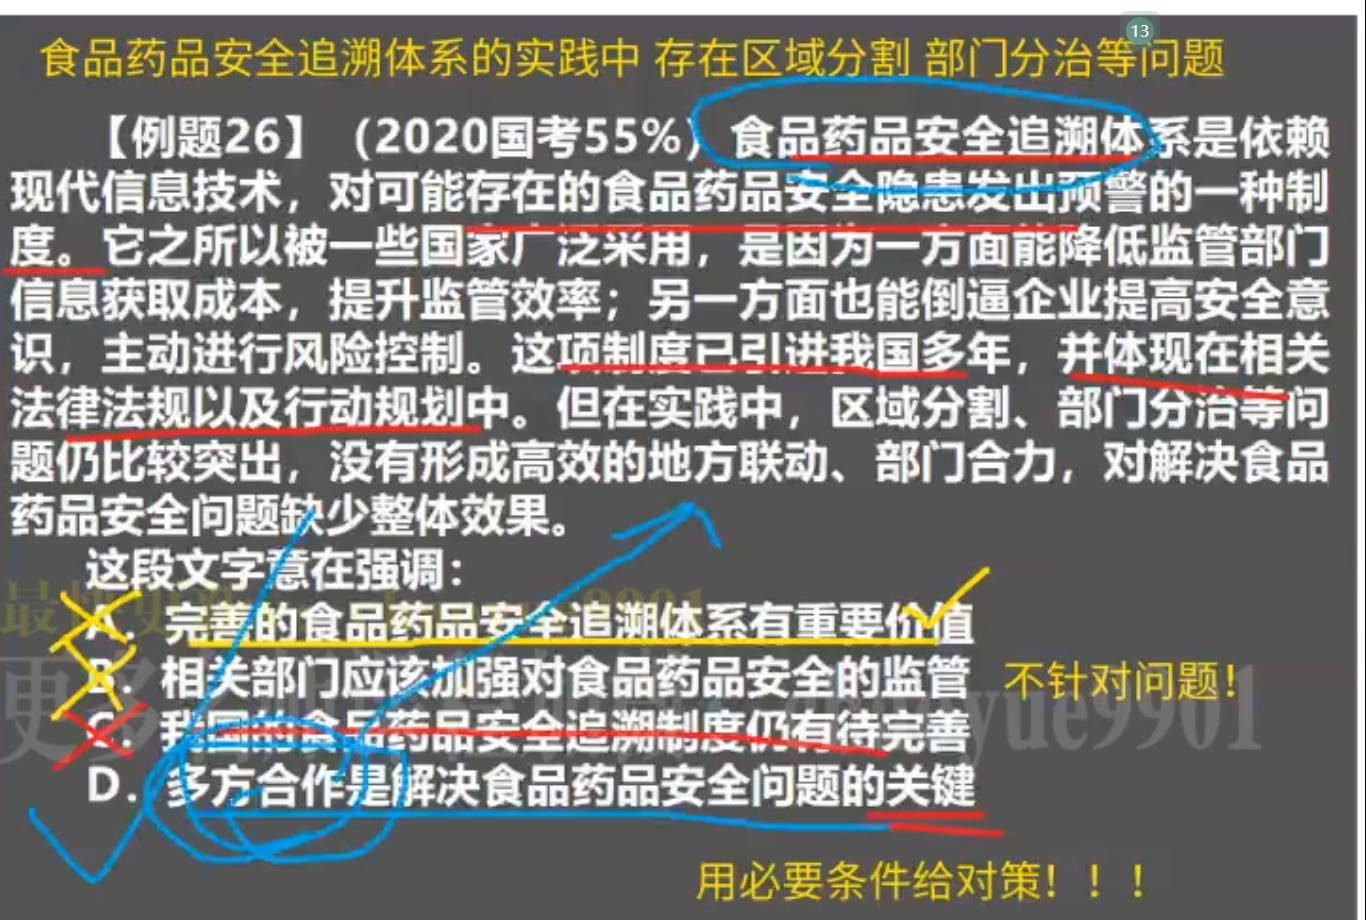 13
食品药品安全追溯体系的实践中 存在区域分割 部门分治等问题
【例题26】（2020国考55%）食品药品安全追溯体系是依赖
现代信息技术，对可能存在的食品药品安全隐患发出预警的一种制
度。它之所以被一些国家广泛采用，是因为一方面能降低监管部门
信息获取成本，提升监管效率；另一方面也能倒逼企业提高安全意
识，主动进行风险控制。这项制度已引进我国多年，并体现在相关
法律法规以及行动规划中。但在实践中，区域分割、部门分治等问
题仍比较突出，没有形成高效的地方联动、部门合力，对解决食品
药品安全问题缺少整体效果。
这段文字意在强调：
A．完善的食品药品安全追溯体系有重要价值
B．相关部门应该加强对食品药品安全的监管 不针对问题！
C．我国的食品药品安全追溯制度仍有待完善
D．多方合作是解决食品药品安全问题的关键
用必要条件给对策！！！